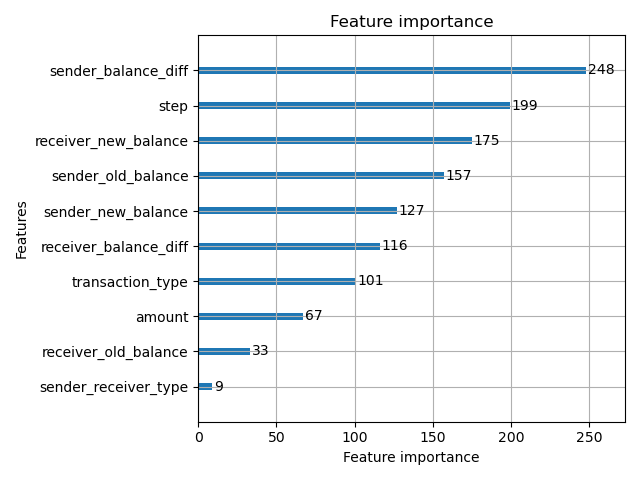 Feature importance
sender_balance_diff 248
step 199
receiver_new_balance 175
sender_old_balance 157
sender_new_balance 127
receiver_balance_diff 116
transaction_type 101
amount 67
receiver_old_balance 33
sender_receiver_type 9
Features
0 50 100 150 200 250
Feature importance